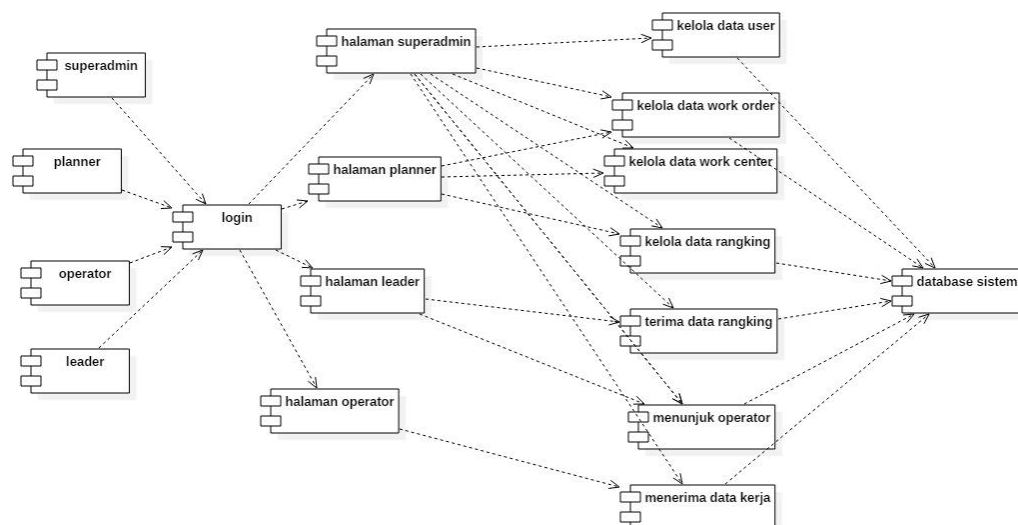 superadmin
planner
operator
leader
login
halaman superadmin
halaman planner
halaman leader
halaman operator
kelola data user
kelola data work order
kelola data work center
kelola data rangking
terima data rangking
menunjuk operator
menerima data kerja
database sistem